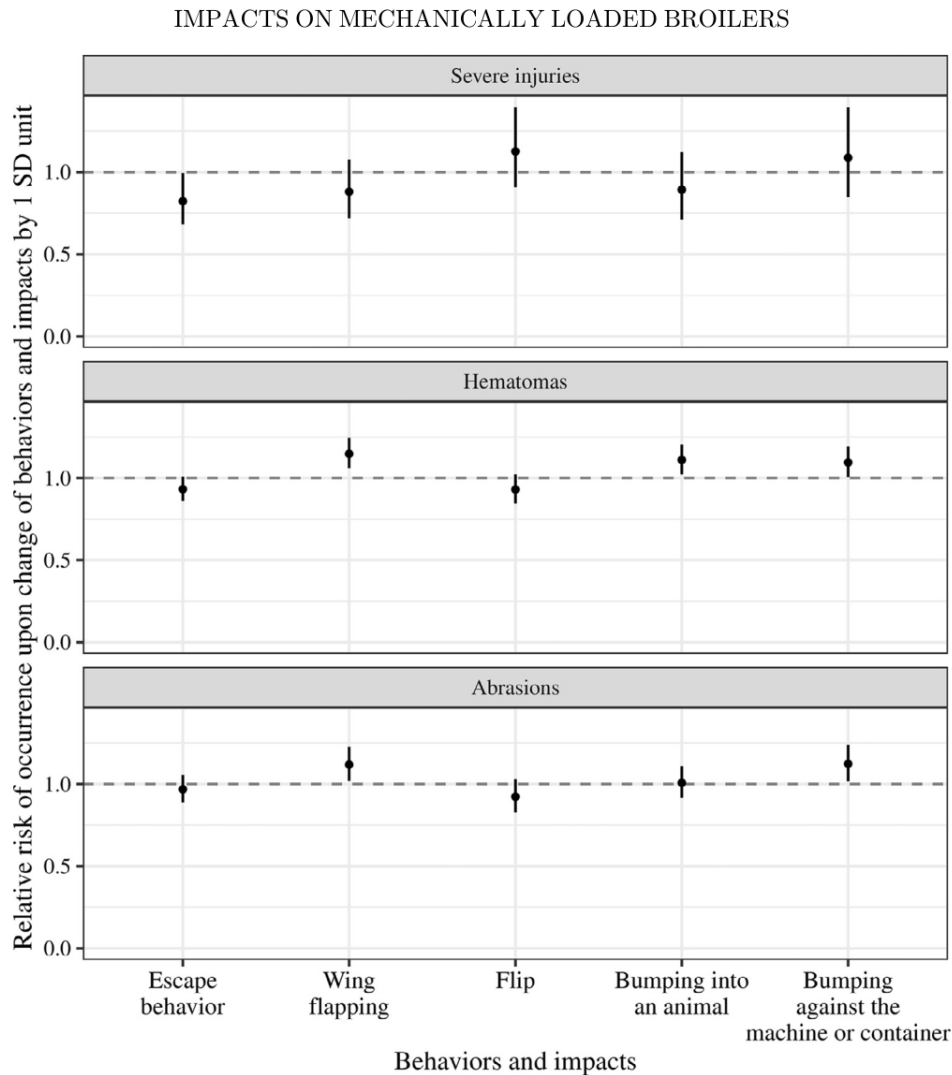 IMPACTS ON MECHANICALLY LOADED BROILERS
Relative risk of occurrence upon change of behaviors and impacts by 1 SD unit
Severe injuries
1.0
0.5
0.0
Hematomas
1.0
0.5
0.0
Abrasions
1.0
0.5
0.0
Escape
behavior
Wing
flapping
Flip
Bumping into
an animal
Bumping
against the
machine or container
Behaviors and impacts